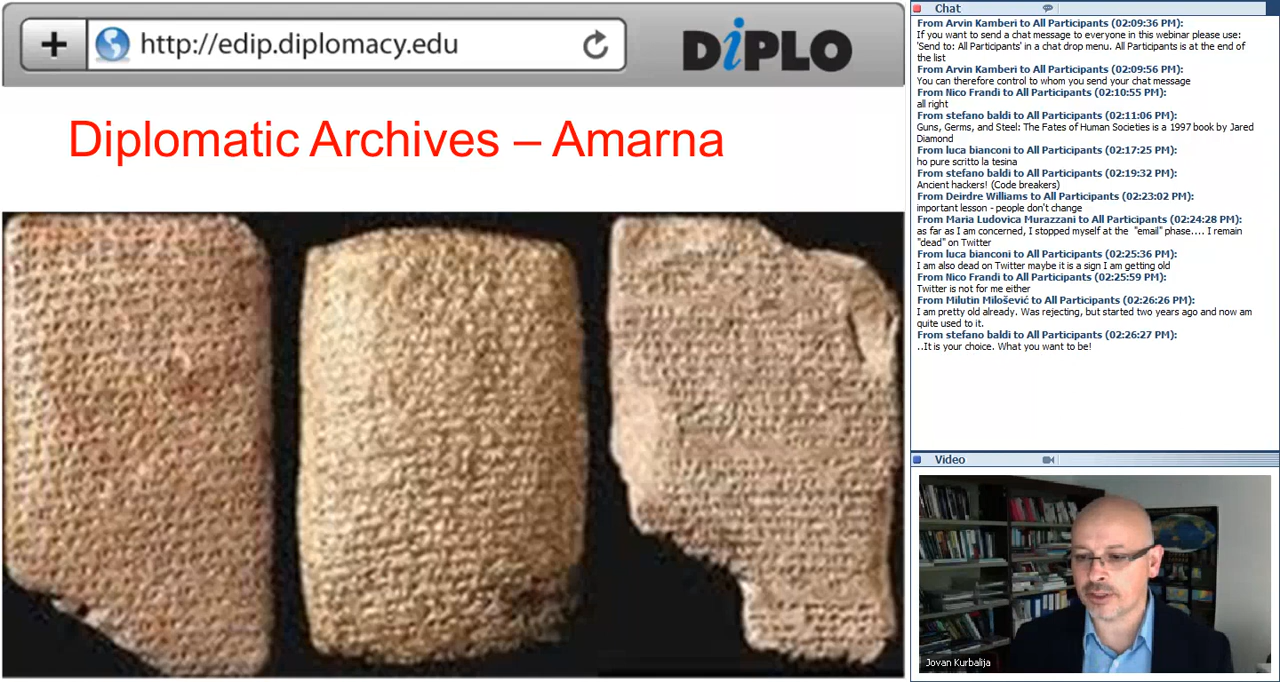 +
http://edip.diplomacy.edu
DiPLO
Diplomatic Archives – Amarna
Chat
From Arvin Kamberi to All Participants (02:09:36 PM):
If you want to send a chat message to everyone in this webinar please use:
'Send to: All Participants' in a chat drop menu. All Participants is at the end of
the list
From Arvin Kamberi to All Participants (02:09:56 PM):
You can therefore control to whom you send your chat message
From Nico Frandi to All Participants (02:10:55 PM):
all right
From stefano baldi to All Participants (02:11:06 PM):
Guns, Germs, and Steel: The Fates of Human Societies is a 1997 book by Jared
Diamond
From luca bianconi to All Participants (02:17:25 PM):
ho pure scritto la tesina
From stefano baldi to All Participants (02:19:32 PM):
Ancient hackers! (Code breakers)
From Deirdre Williams to All Participants (02:23:02 PM):
important lesson - people don't change
From Maria Ludovica Murazzani to All Participants (02:24:28 PM):
as far as I am concerned, I stopped myself at the "email" phase.... I remain
"dead" on Twitter
From luca bianconi to All Participants (02:25:36 PM):
I am also dead on Twitter maybe it is a sign I am getting old
From Nico Frandi to All Participants (02:25:59 PM):
Twitter is not for me either
From Milutin Milošević to All Participants (02:26:26 PM):
I am pretty old already. Was rejecting, but started two years ago and now am
quite used to it.
From stefano baldi to All Participants (02:26:27 PM):
..It is your choice. What you want to be!
Video
Jovan Kurbalija